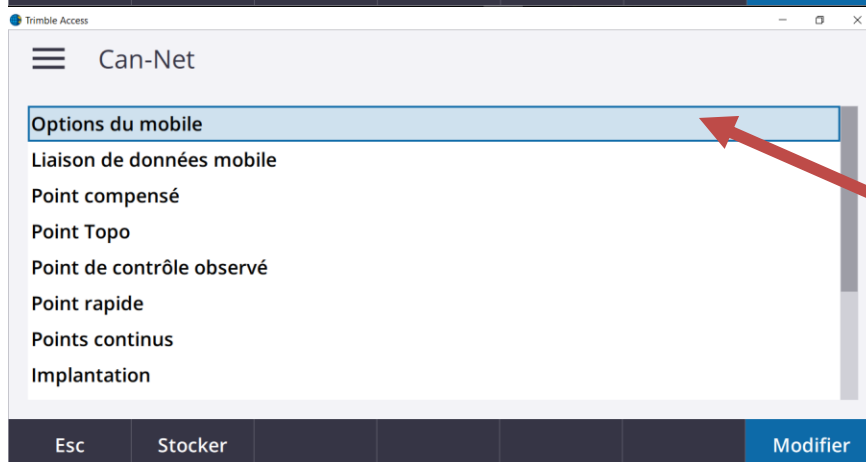 Trimble Access
Can-Net
Options du mobile
Liaison de données mobile
Point compensé
Point Topo
Point de contrôle observé
Point rapide
Points continus
Implantation
Esc Stocker Modifier